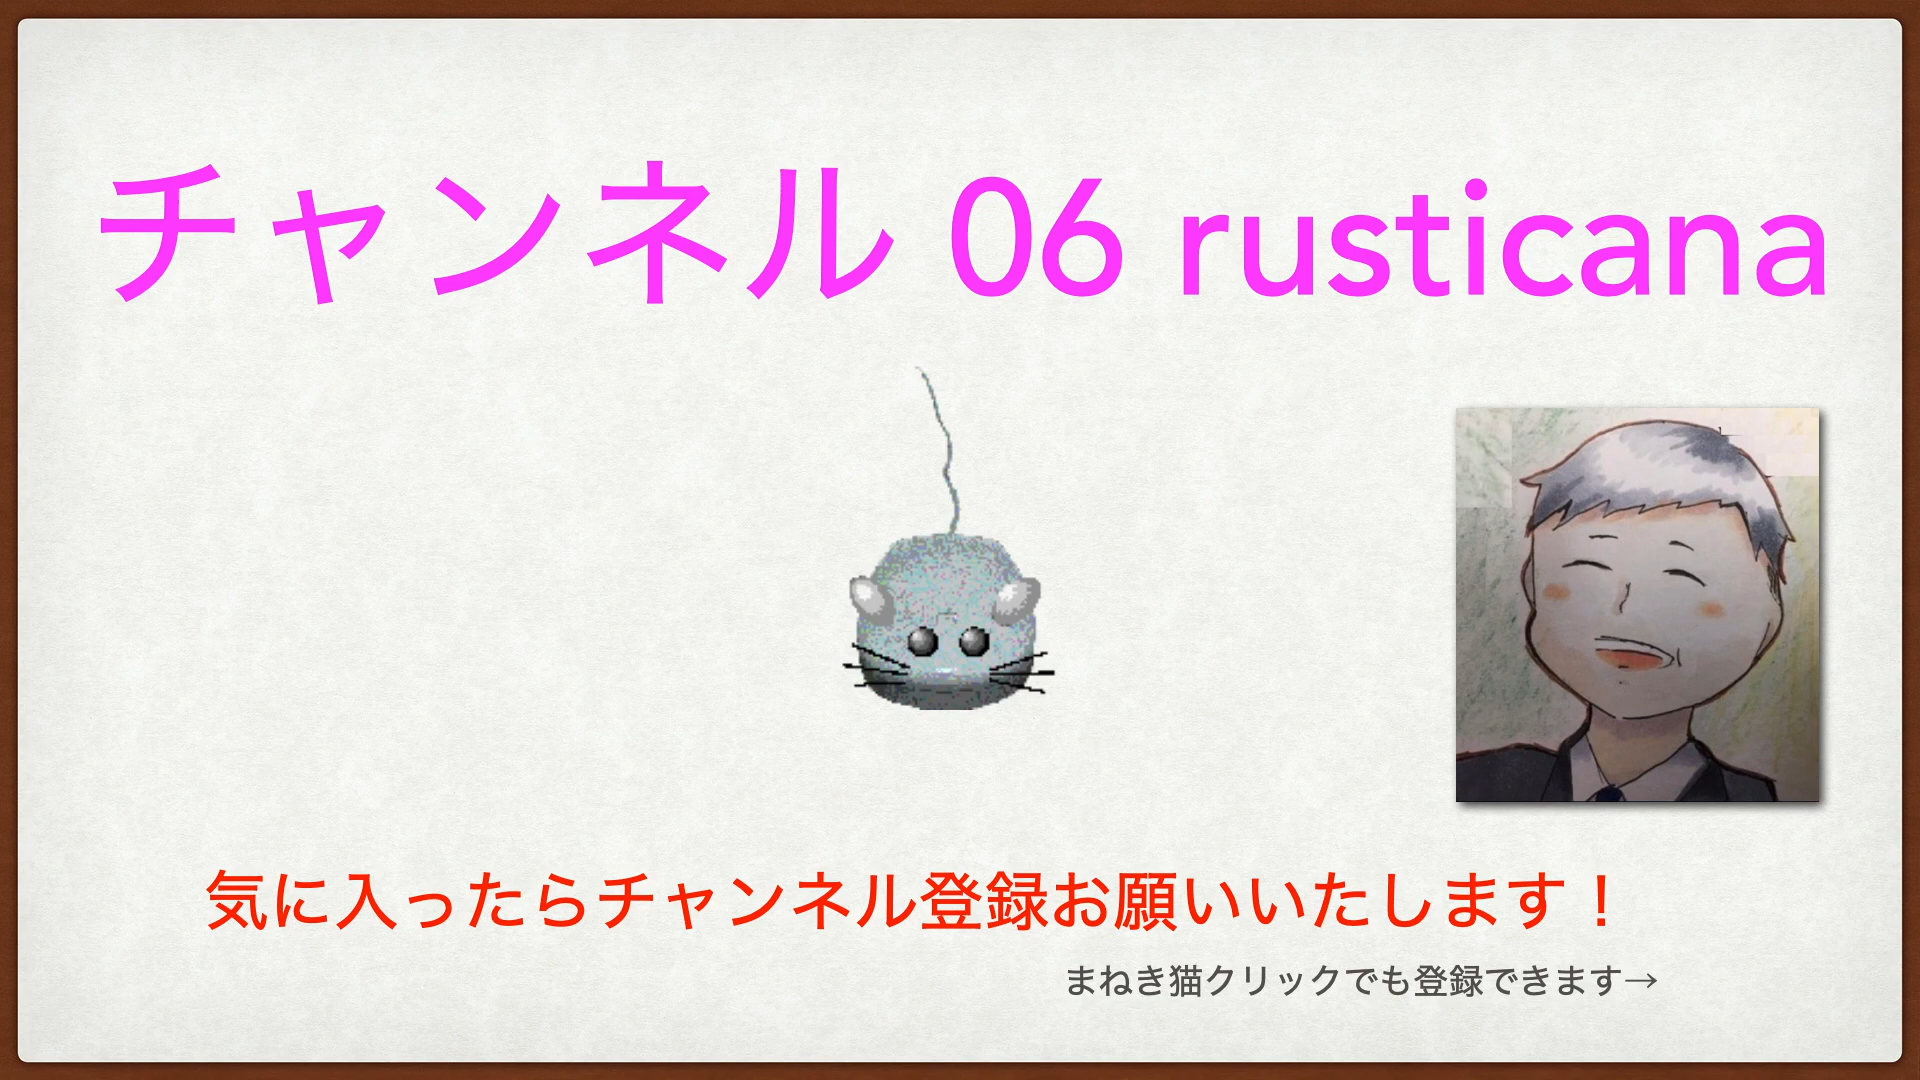 チャンネル 06 rusticana
気に入ったらチャンネル登録お願いいたします！
まねき猫クリックでも登録できます→